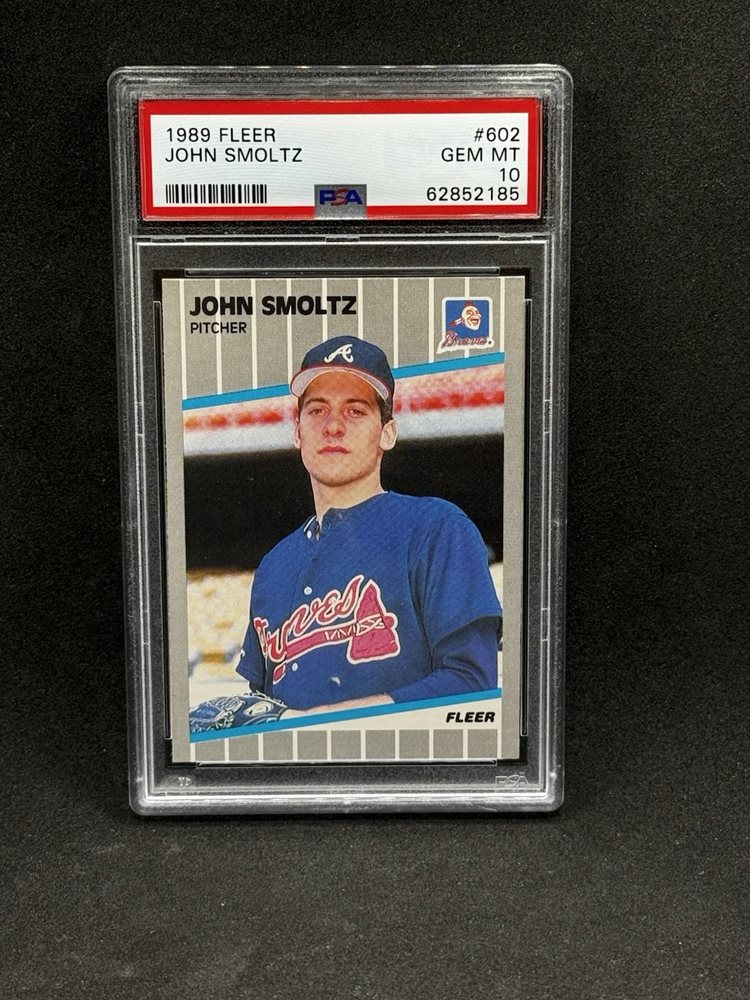 1989 FLEER #602
JOHN SMOLTZ GEM MT
10
PSA 62852185
JOHN SMOLTZ
PITCHER
Braves
A
Braves
FLEER
PSA